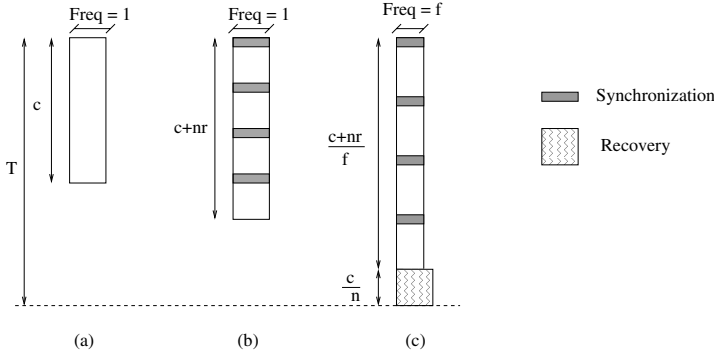 Freq = 1
Freq = 1
Freq = f
c
c+nr
c+nr
f
T
c
n
Synchronization
Recovery
(a)
(b)
(c)